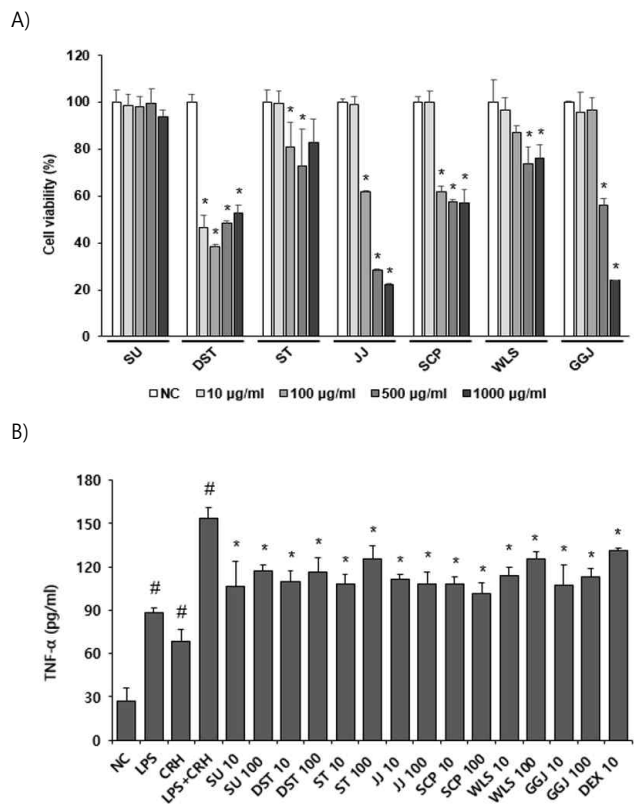 A)
120
100
80
60
40
20
0
Cell viability (%)
* * * *
* *
* * *
* * *
* *
* *
SU DST ST JJ SCP WLS GGJ
NC 10 μg/ml 100 μg/ml 500 μg/ml 1000 μg/ml
B)
180
150
120
90
60
30
0
TNF-α (pg/ml)
# # # * * * * * * * * * * * * * * *
NC LPS CRH LPS+CRH SU 10 SU 100 DST 10 DST 100 ST 10 ST 100 JJ 10 JJ 100 SCP 10 SCP 100 WLS 10 WLS 100 GGJ 10 GGJ 100 DEX 10